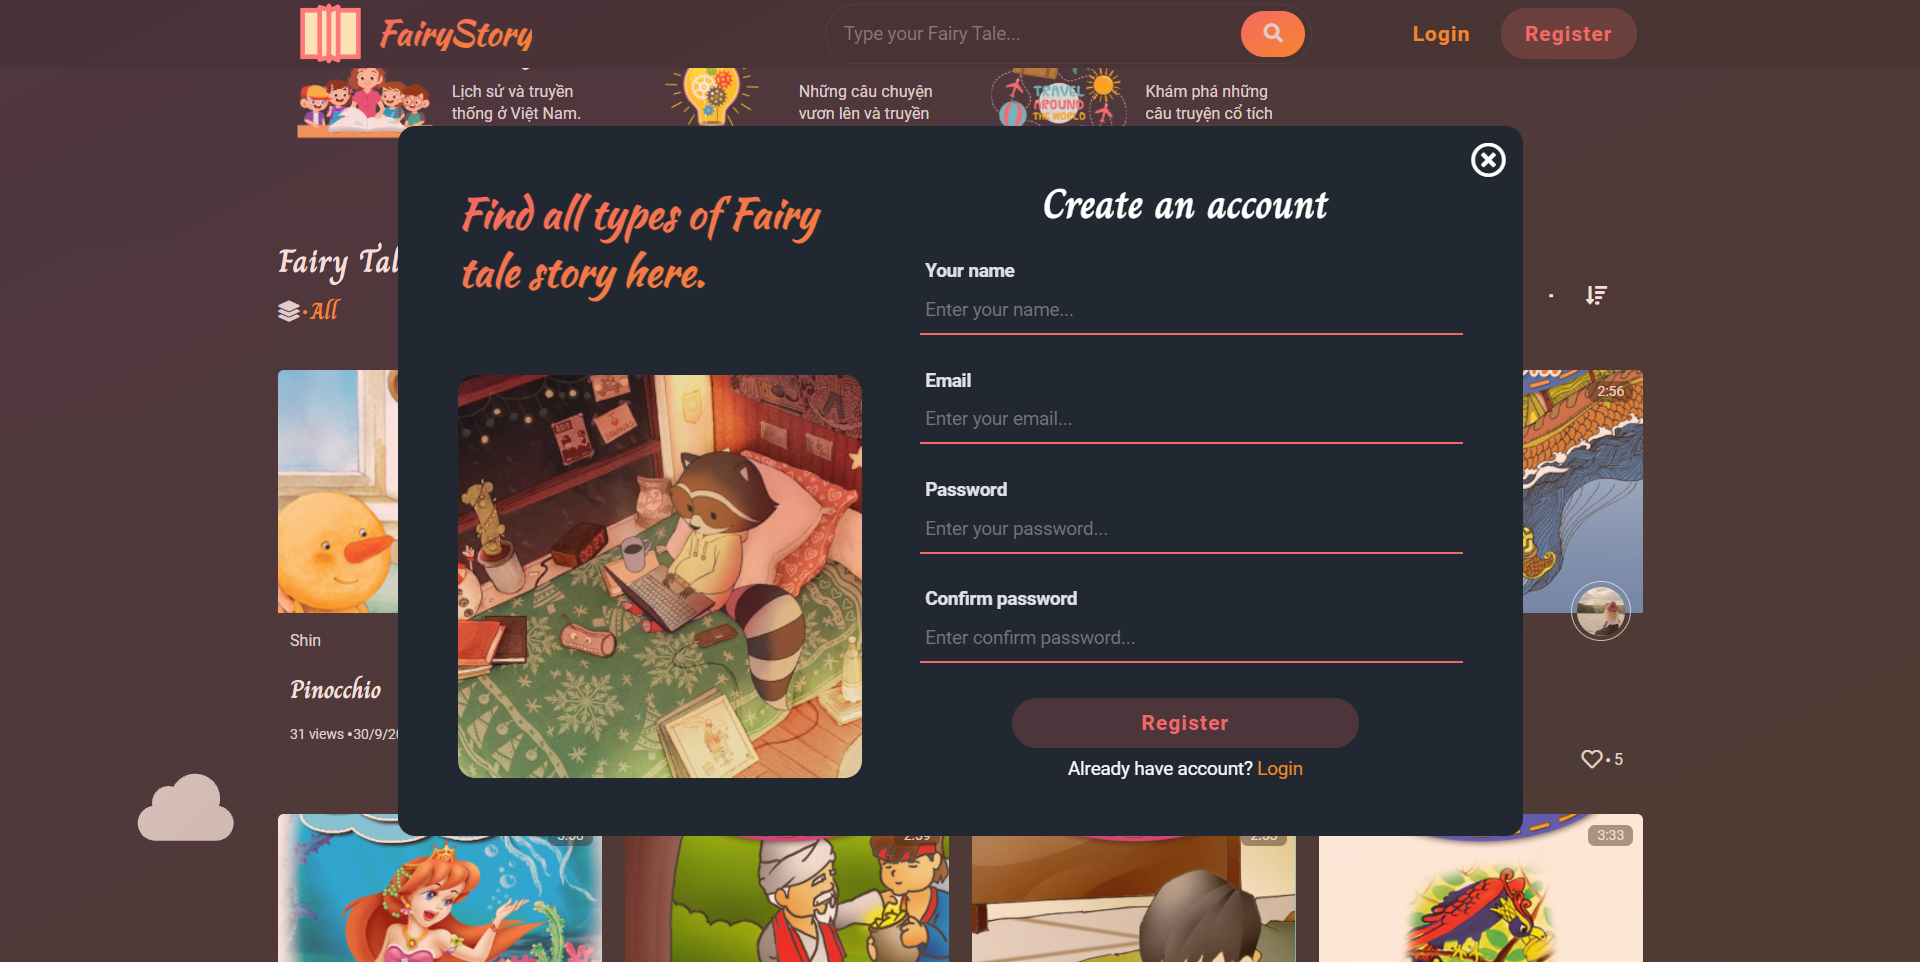 FairyStory
Type your Fairy Tale...
Login
Register
Lịch sử và truyền
thống ở Việt Nam.
Những câu chuyện
vươn lên và truyền
TRAVEL
AROUND
THE WORLD
Khám phá những
câu truyện cổ tích
Find all types of Fairy
tale story here.
Create an account
Your name
Enter your name...
Email
Enter your email...
Password
Enter your password...
Confirm password
Enter confirm password...
Register
Already have account? Login
Fairy Tal
• All
2:56
00:27
Shin
Pinocchio
31 views •30/9/20
• 5
2:59
3:33